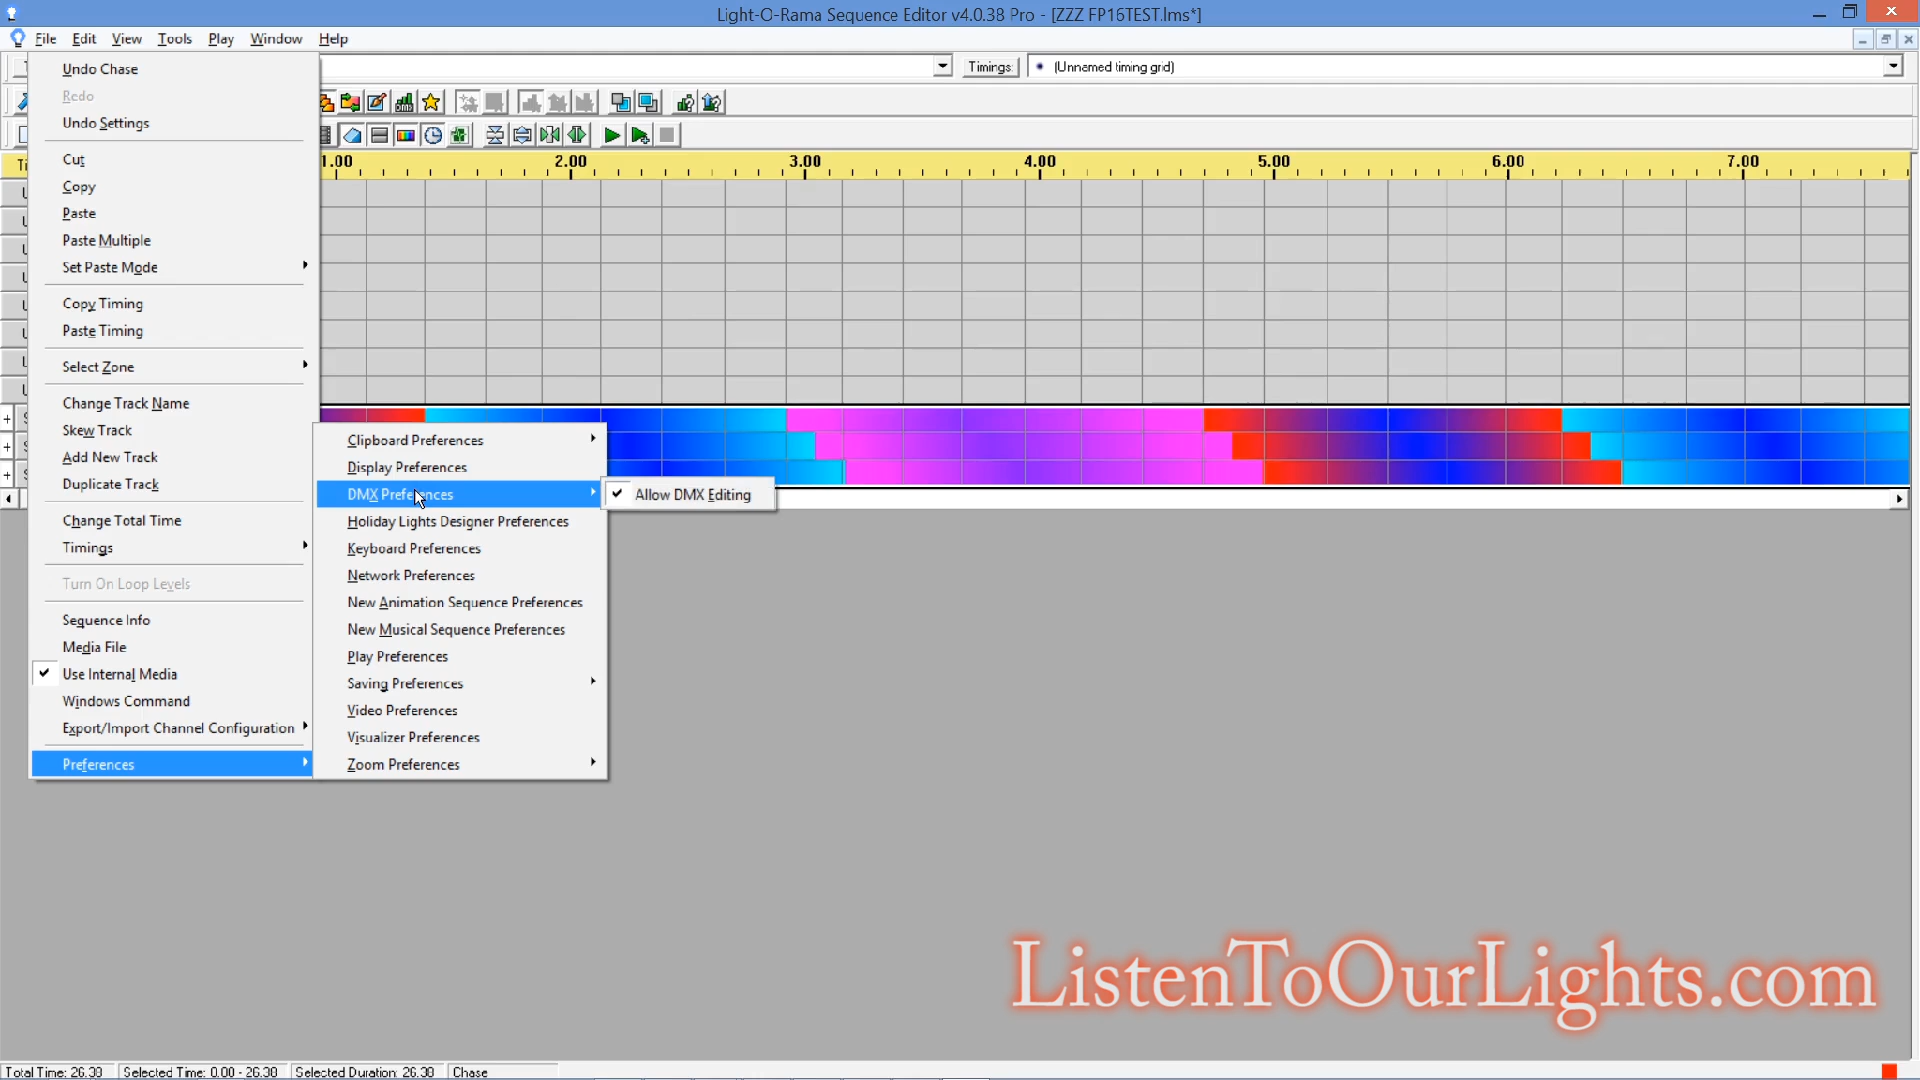 Light-O-Rama Sequence Editor v4.0.38 Pro - [ZZZ FP16TEST.lms*]
File Edit View Tools Play Window Help
Timings (Unnamed timing grid)
1.00 2.00 3.00 4.00 5.00 6.00 7.00
Undo Chase
Redo
Undo Settings
Cut
Copy
Paste
Paste Multiple
Set Paste Mode
Copy Timing
Paste Timing
Select Zone
Change Track Name
Skew Track
Add New Track
Duplicate Track
Change Total Time
Timings
Turn On Loop Levels
Sequence Info
Media File
Use Internal Media
Windows Command
Export/Import Channel Configuration
Preferences
Clipboard Preferences
Display Preferences
DMX Preferences
Holiday Lights Designer Preferences
Keyboard Preferences
Network Preferences
New Animation Sequence Preferences
New Musical Sequence Preferences
Play Preferences
Saving Preferences
Video Preferences
Visualizer Preferences
Zoom Preferences
Allow DMX Editing
ListenToOurLights.com
Total Time: 26.30 Selected Time: 0.00 - 26.30 Selected Duration: 26.30 Chase